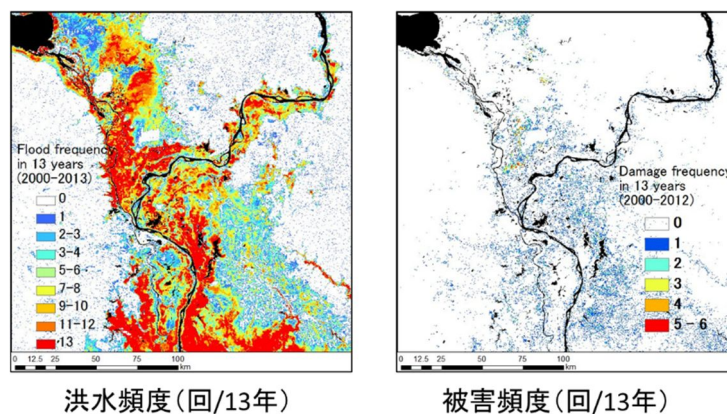 Flood frequency
in 13 years
(2000-2013)
0
1
2-3
3-4
5-6
7-8
9-10
11-12
13
0 12.5 25 50 75 100
km
洪水頻度(回/13年)
Damage frequency
in 13 years
(2000-2012)
0
1
2
3
4
5-6
0 12.5 25 50 75 100
km
被害頻度(回/13年)